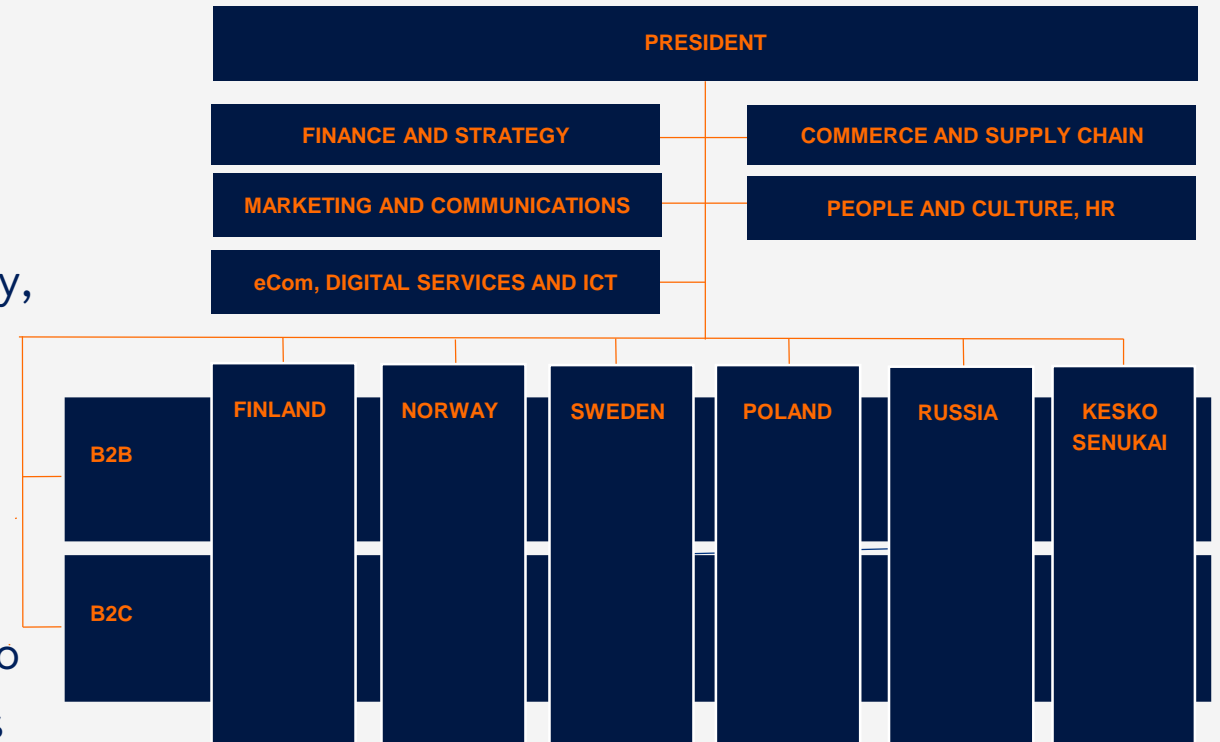 PRESIDENT
FINANCE AND STRATEGY
COMMERCE AND SUPPLY CHAIN
MARKETING AND COMMUNICATIONS
PEOPLE AND CULTURE, HR
eCom, DIGITAL SERVICES AND ICT
FINLAND
NORWAY
SWEDEN
POLAND
RUSSIA
KESKO
SENUKAI
B2B
B2C